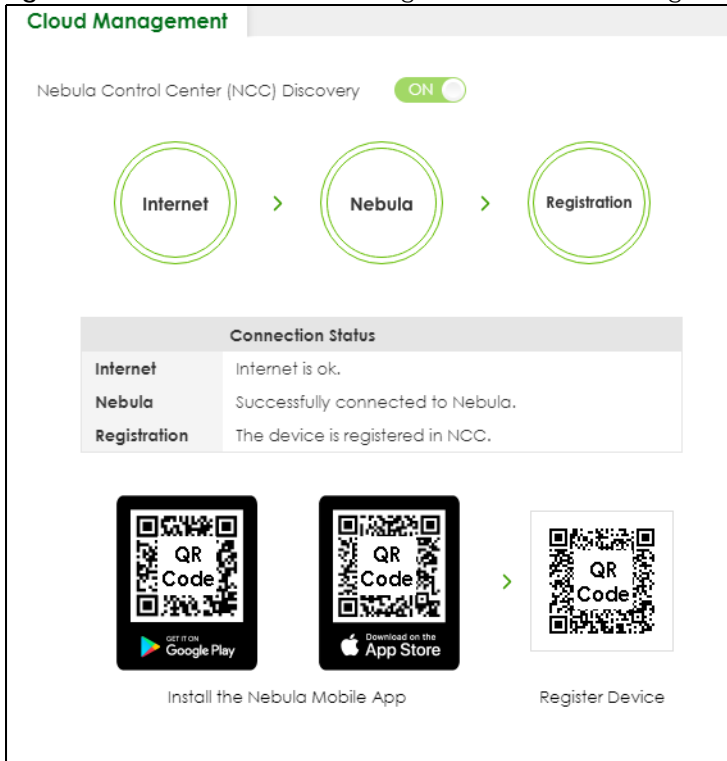 Cloud Management
Nebula Control Center (NCC) Discovery ON
Internet > Nebula > Registration
Connection Status
Internet Internet is ok.
Nebula Successfully connected to Nebula.
Registration The device is registered in NCC.
QR Code
GET IT ON
Google Play
QR Code
Download on the
App Store
>
QR Code
Install the Nebula Mobile App
Register Device